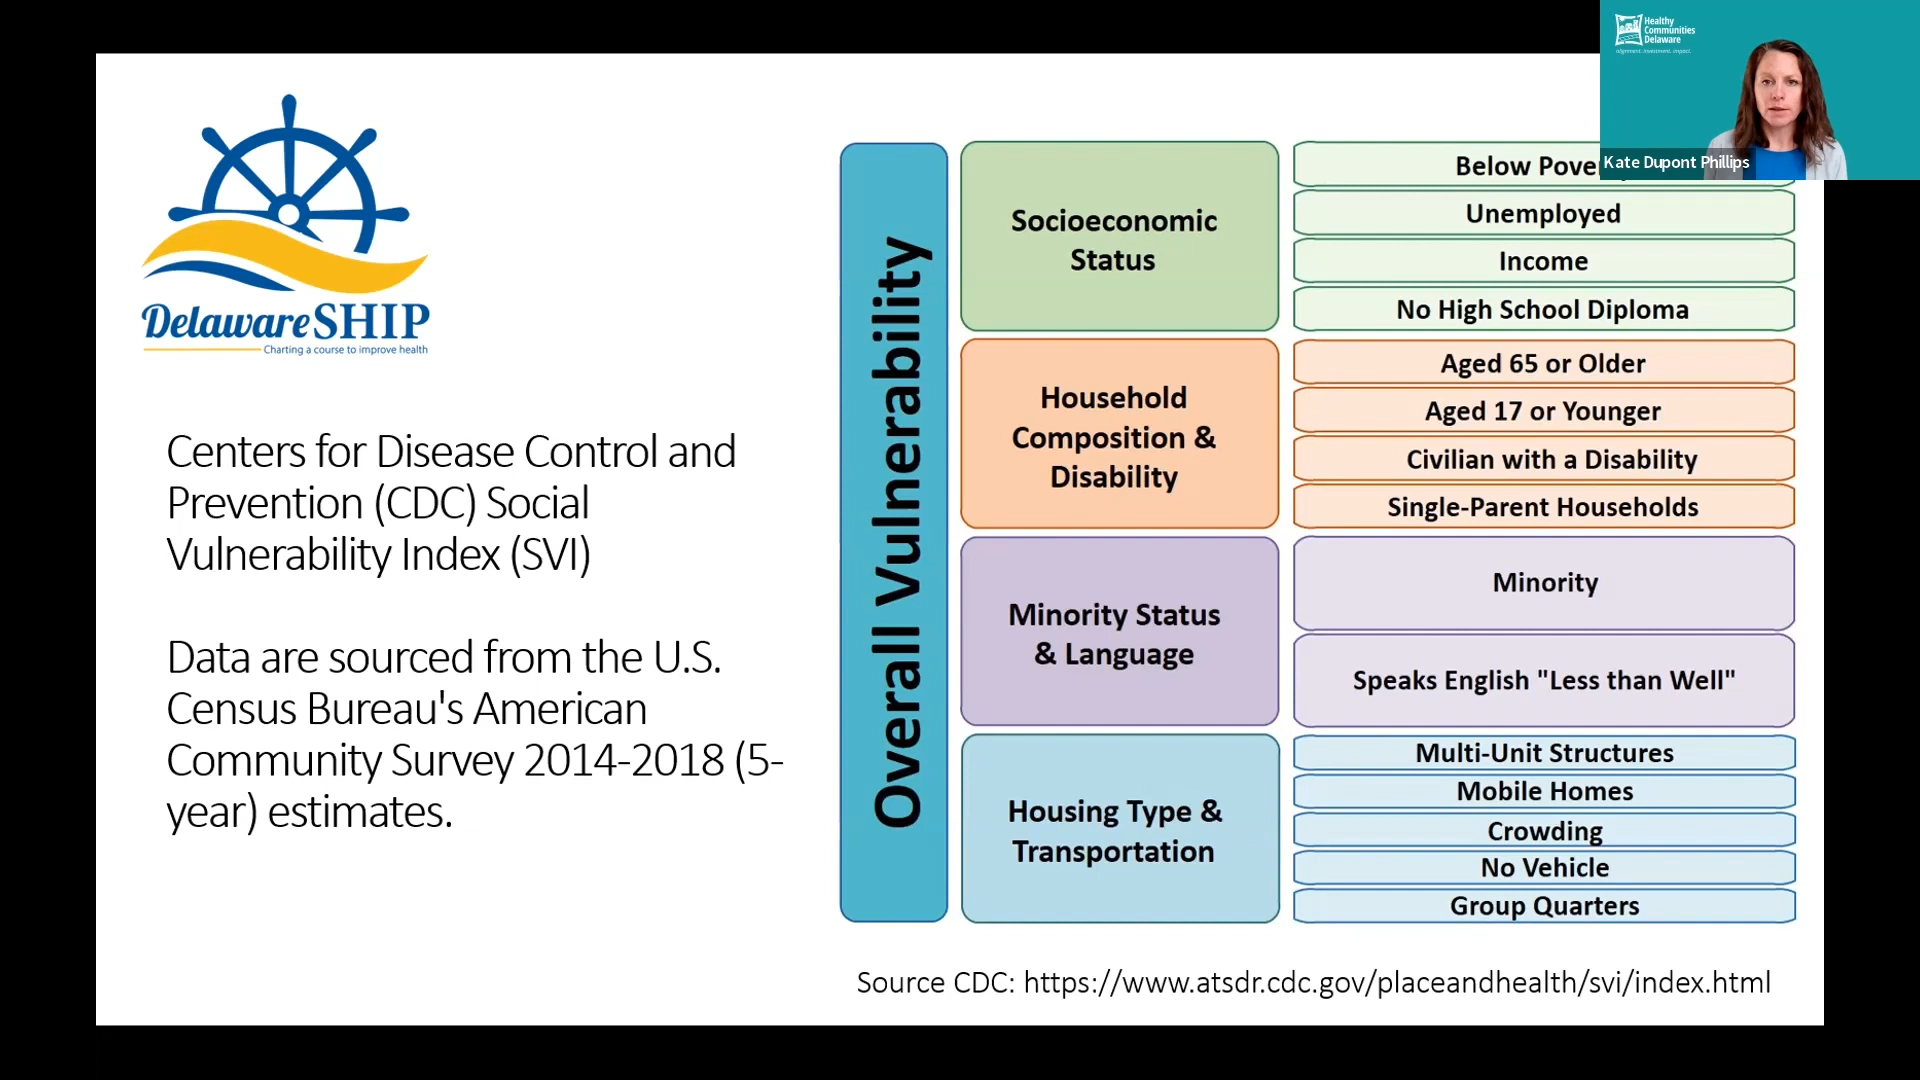 Healthy
Communities
Delaware
alignment. investment. impact.
Kate Dupont Phillips
DelawareSHIP
Charting a course to improve health
Centers for Disease Control and
Prevention (CDC) Social
Vulnerability Index (SVI)
Data are sourced from the U.S.
Census Bureau's American
Community Survey 2014-2018 (5-
year) estimates.
Overall Vulnerability
Socioeconomic
Status
Below
Unemployed
Income
No High School Diploma
Household
Composition &
Disability
Aged 65 or Older
Aged 17 or Younger
Civilian with a Disability
Single-Parent Households
Minority Status
& Language
Minority
Speaks English "Less than Well"
Housing Type &
Transportation
Multi-Unit Structures
Mobile Homes
Crowding
No Vehicle
Group Quarters
Source CDC: https://www.atsdr.cdc.gov/placeandhealth/svi/index.html